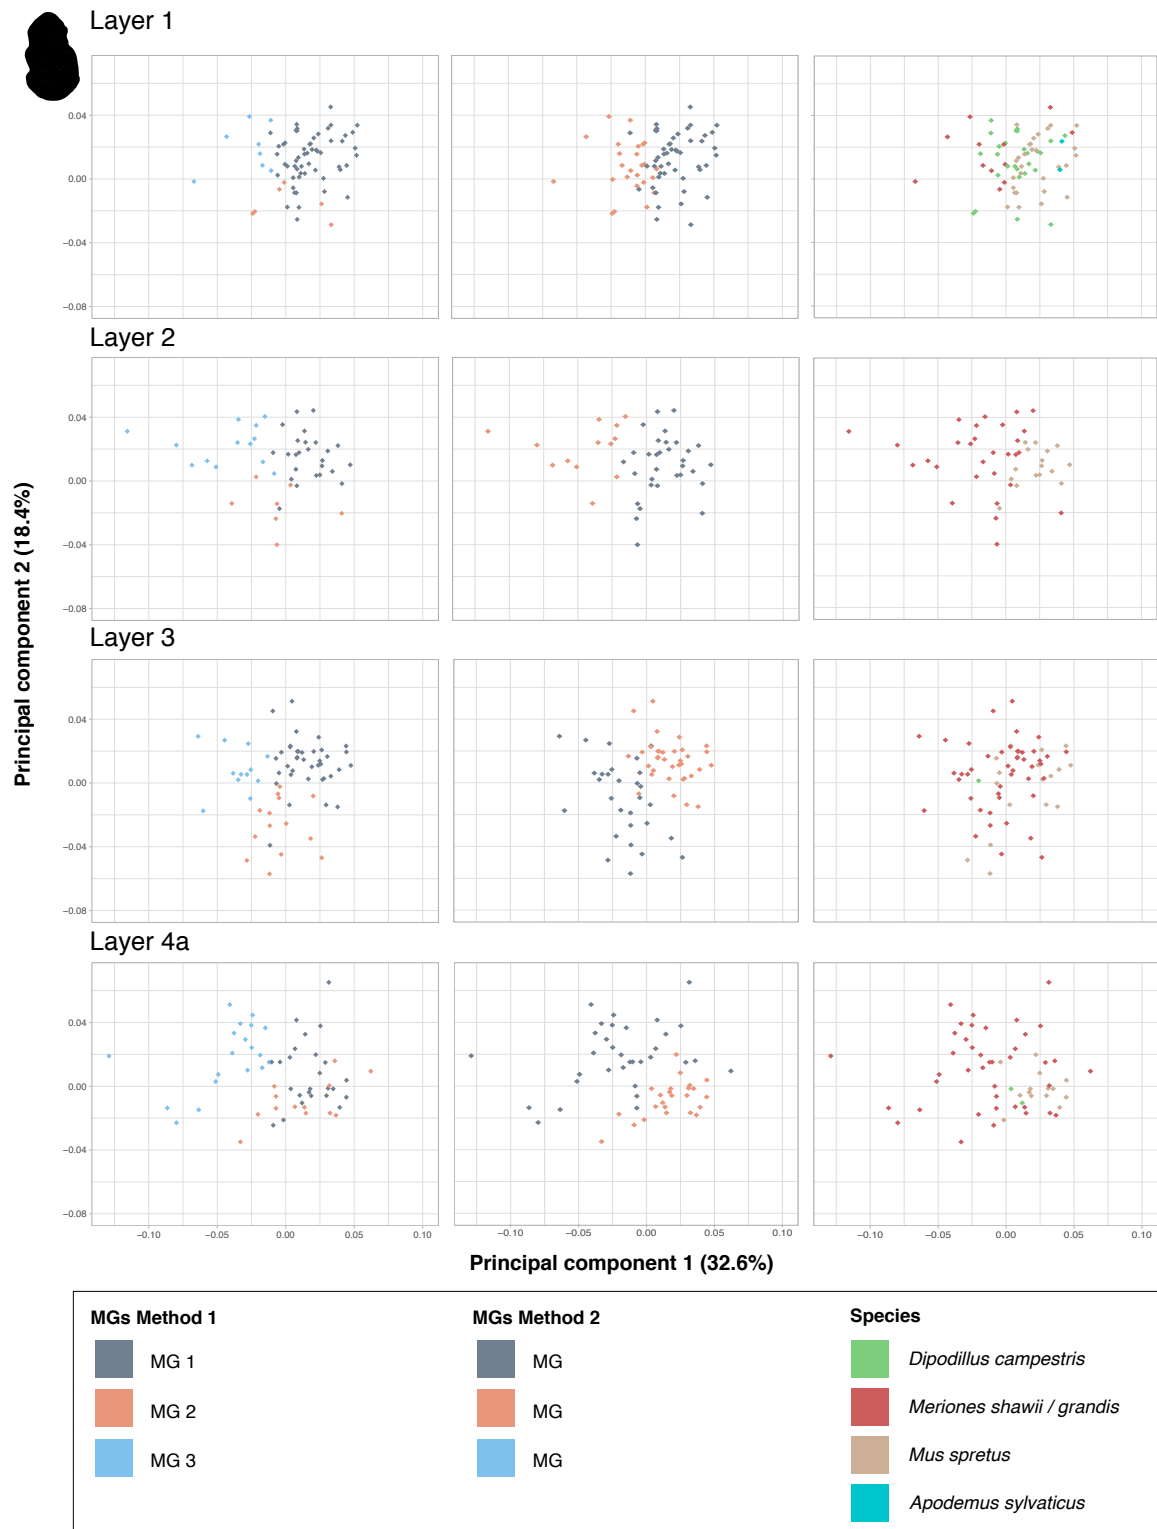 Layer 1
0.04
0.00
−0.04
−0.08
Layer 2
0.04
0.00
−0.04
−0.08
Layer 3
0.04
0.00
−0.04
−0.08
Layer 4a
0.04
0.00
−0.04
−0.08
Principal component 2 (18.4%)
−0.10 −0.05 0.00 0.05 0.10 −0.10 −0.05 0.00 0.05 0.10 −0.10 −0.05 0.00 0.05 0.10
Principal component 1 (32.6%)
MGs Method 1
MG 1
MG 2
MG 3
MGs Method 2
MG
MG
MG
Species
Dipodillus campestris
Meriones shawii / grandis
Mus spretus
Apodemus sylvaticus